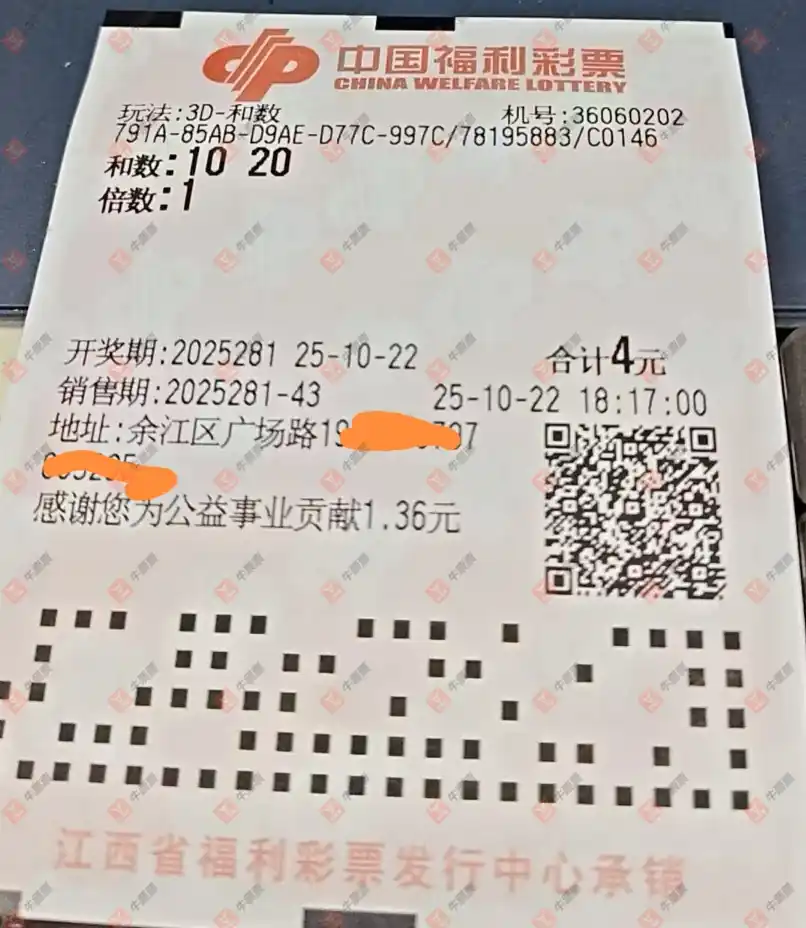 中国福利彩票
CHINA WELFARE LOTTERY
玩法:3D-和数 机号:36060202
791A-85AB-D9AE-D77C-997C/78195883/C0146
和数:10 20
倍数:1
开奖期:2025281 25-10-22 合计4元
销售期:2025281-43 25-10-22 18:17:00
地址:余江区广场路19
感谢您为公益事业贡献1.36元
江西省福利彩票发行中心承销